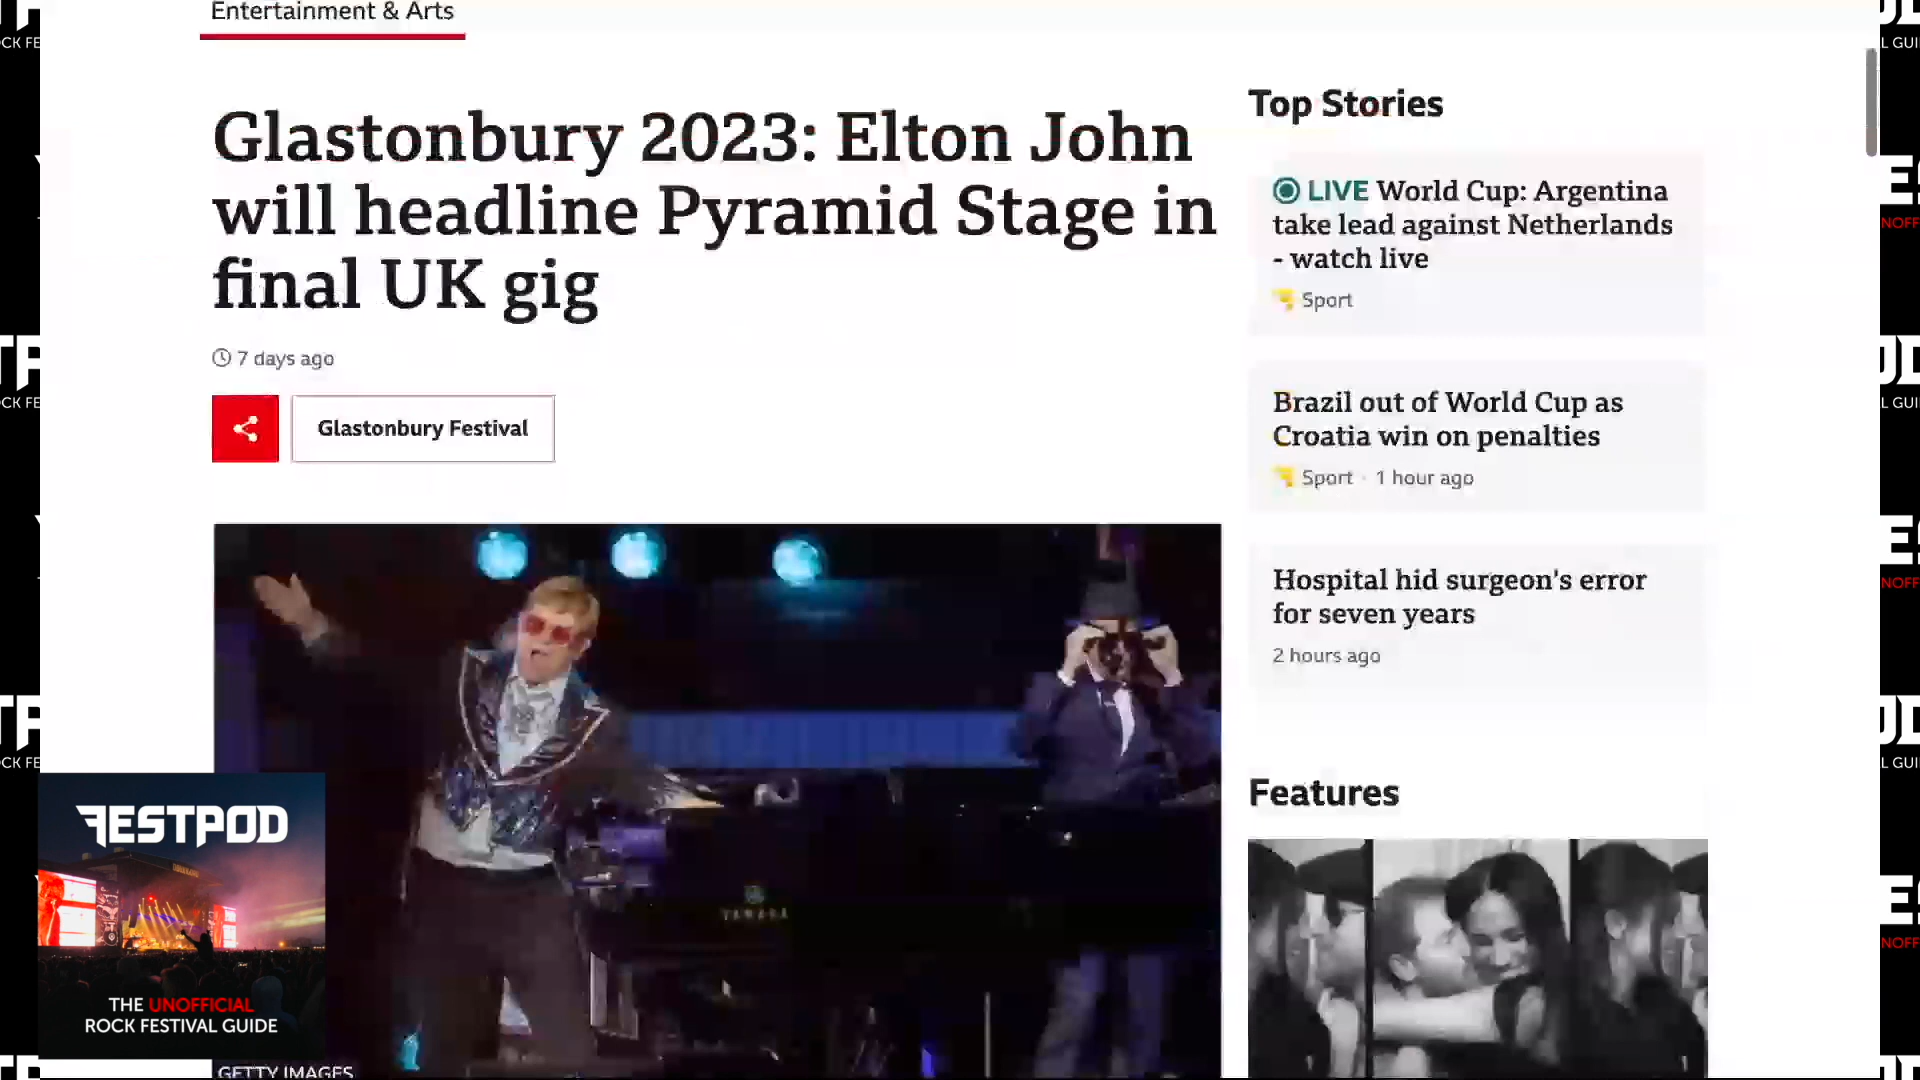 Entertainment & Arts
Glastonbury 2023: Elton John
will headline Pyramid Stage in
final UK gig
7 days ago
Glastonbury Festival
YAMAHA
GETTY IMAGES
Top Stories
LIVE World Cup: Argentina
take lead against Netherlands
- watch live
Sport
Brazil out of World Cup as
Croatia win on penalties
Sport · 1 hour ago
Hospital hid surgeon's error
for seven years
2 hours ago
Features
FESTPOD
THE UNOFFICIAL
ROCK FESTIVAL GUIDE